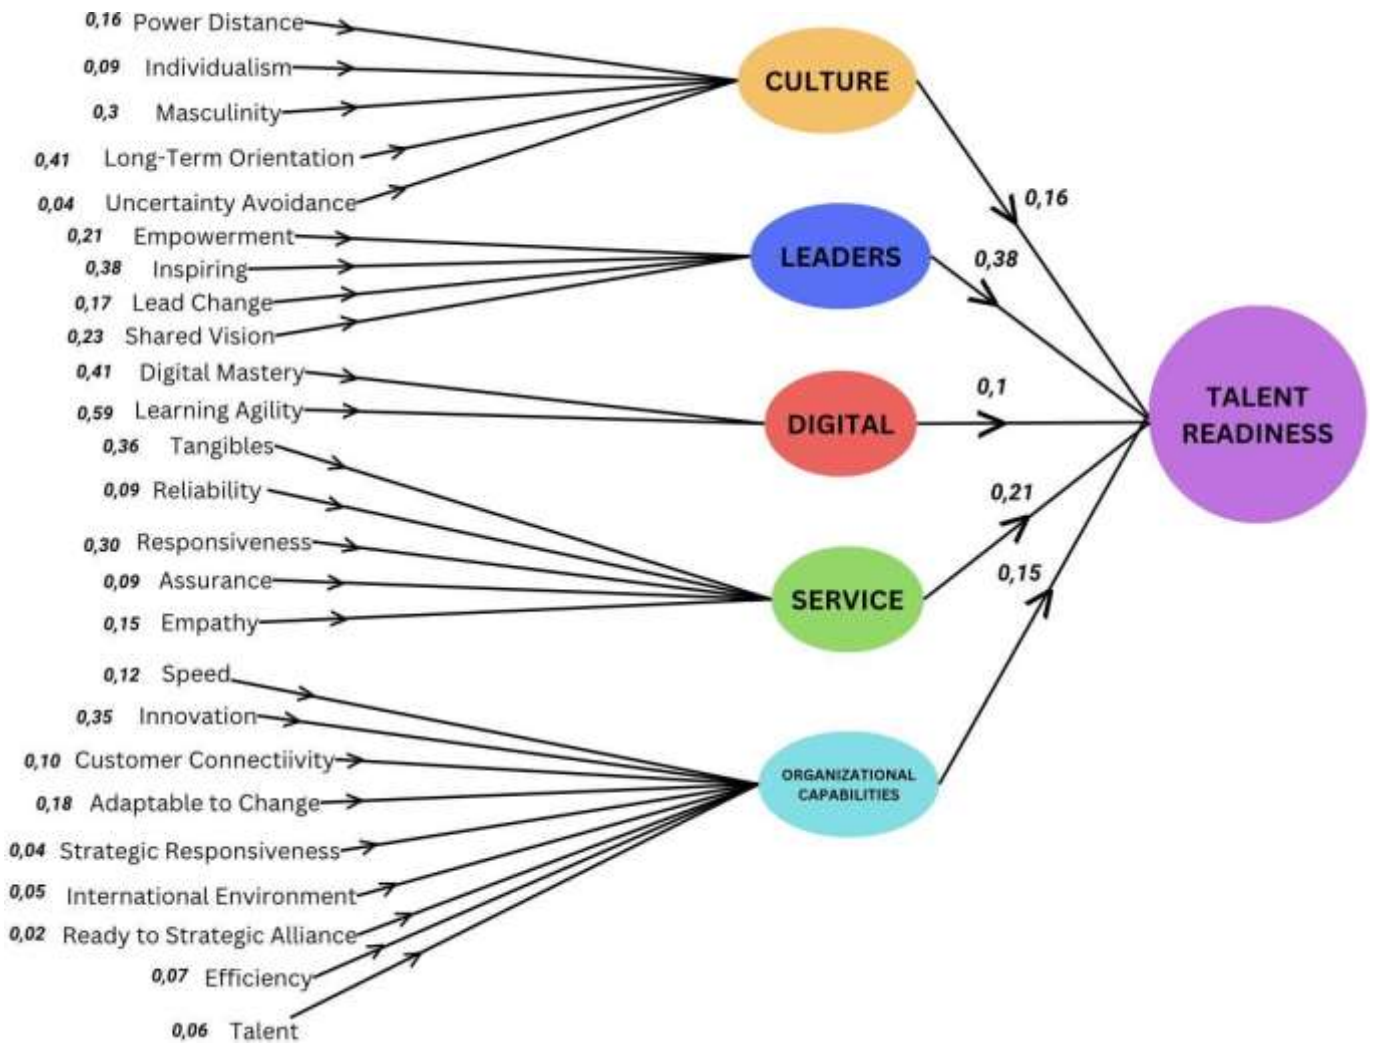 0,16 Power Distance
0,09 Individualism
0,3 Masculinity
0,41 Long-Term Orientation
0,04 Uncertainty Avoidance
0,21 Empowerment
0,38 Inspiring
0,17 Lead Change
0,23 Shared Vision
0,41 Digital Mastery
0,59 Learning Agility
0,36 Tangibles
0,09 Reliability
0,30 Responsiveness
0,09 Assurance
0,15 Empathy
0,12 Speed
0,35 Innovation
0,10 Customer Connectiivity
0,18 Adaptable to Change
0,04 Strategic Responsiveness
0,05 International Environment
0,02 Ready to Strategic Alliance
0,07 Efficiency
0,06 Talent
CULTURE
LEADERS
DIGITAL
SERVICE
ORGANIZATIONAL
CAPABILITIES
0,16
0,38
0,1
0,21
0,15
TALENT
READINESS